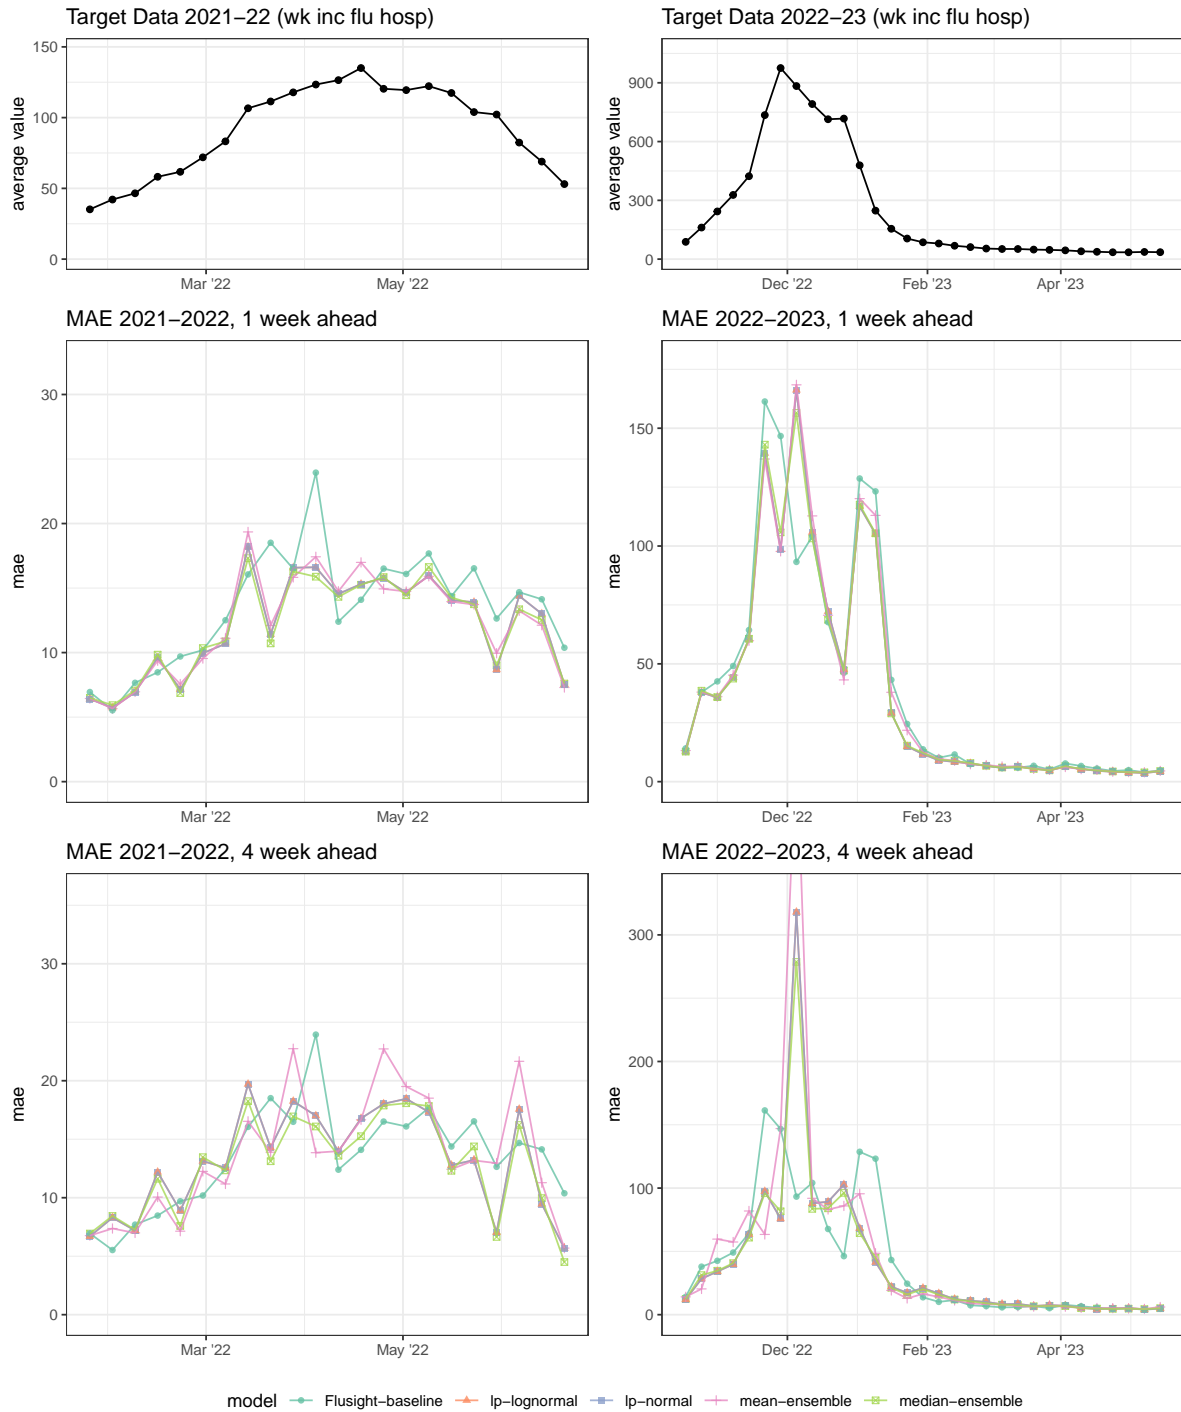 Target Data 2021−22 (wk inc flu hosp)
average value
150
100
50
0
Mar '22
May '22
Target Data 2022−23 (wk inc flu hosp)
average value
900
600
300
0
Dec '22
Feb '23
Apr '23
MAE 2021−2022, 1 week ahead
mae
30
20
10
0
Mar '22
May '22
MAE 2022−2023, 1 week ahead
mae
150
100
50
0
Dec '22
Feb '23
Apr '23
MAE 2021−2022, 4 week ahead
mae
30
20
10
0
Mar '22
May '22
MAE 2022−2023, 4 week ahead
mae
300
200
100
0
Dec '22
Feb '23
Apr '23
model Flusight−baseline lp−lognormal lp−normal mean−ensemble median−ensemble